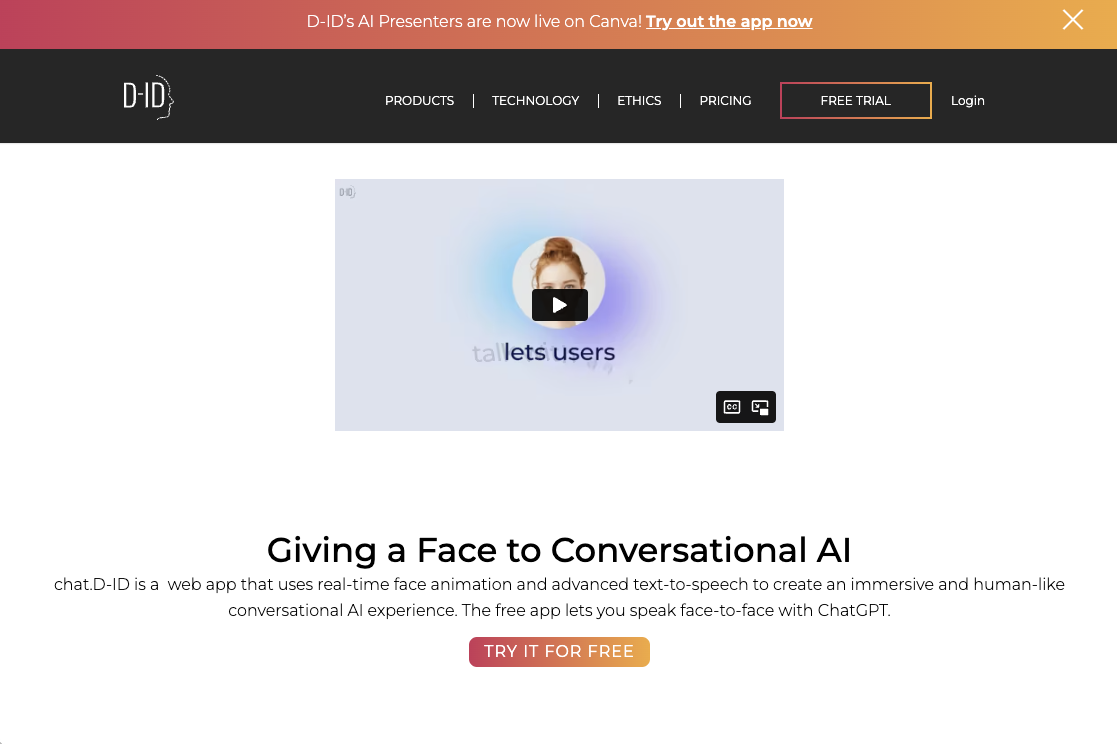 D-ID's AI Presenters are now live on Canva! Try out the app now
D-ID
PRODUCTS
TECHNOLOGY
ETHICS
PRICING
FREE TRIAL
Login
D-ID
lets users
CC
Giving a Face to Conversational AI
chat.D-ID is a web app that uses real-time face animation and advanced text-to-speech to create an immersive and human-like
conversational AI experience. The free app lets you speak face-to-face with ChatGPT.
TRY IT FOR FREE